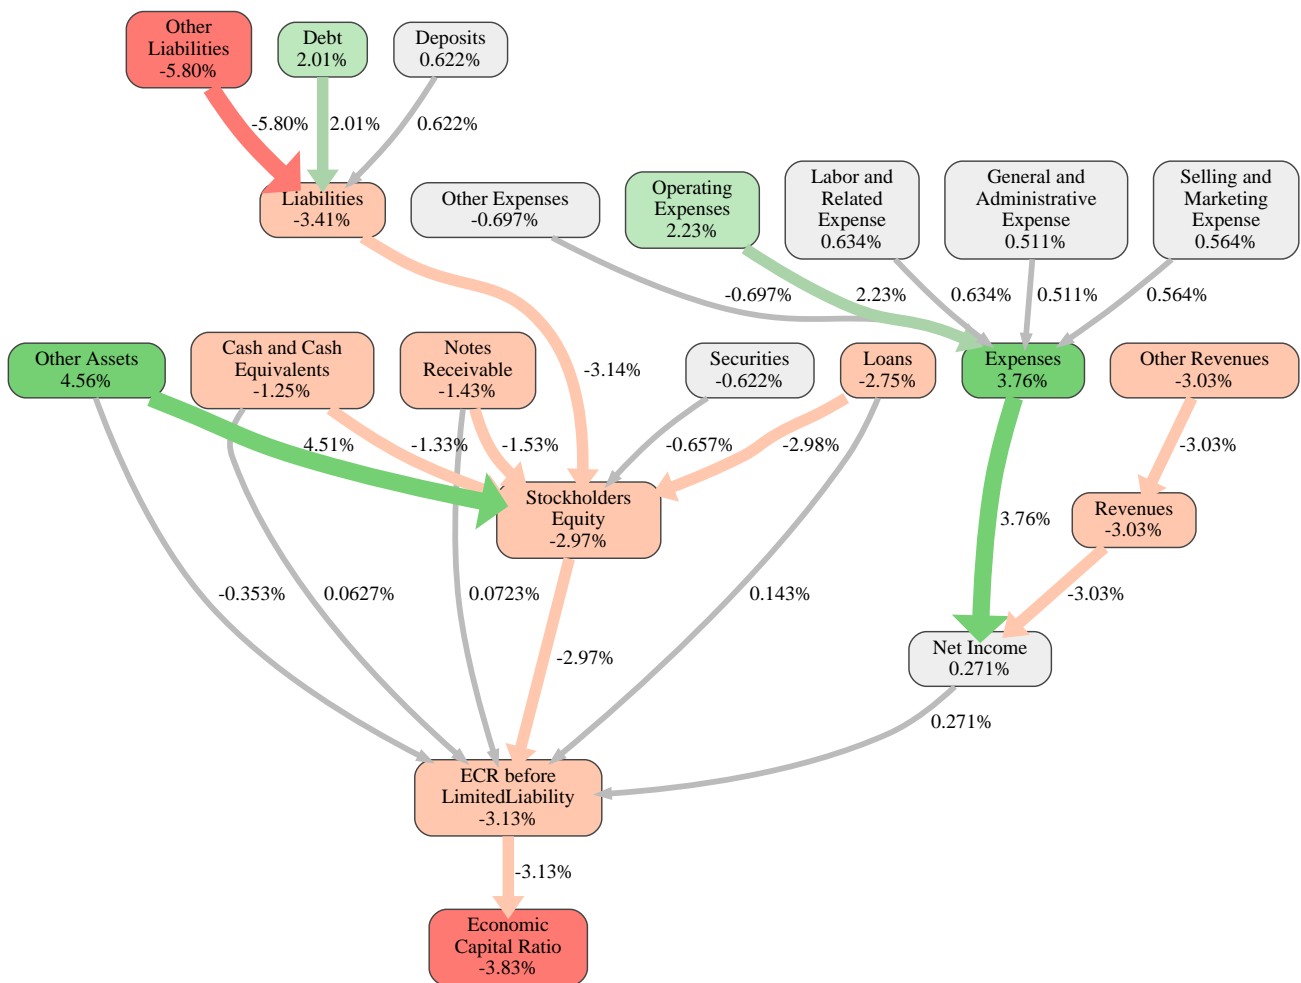 Other
Liabilities
-5.80%
Debt
2.01%
Deposits
0.622%
-5.80%
2.01%
0.622%
Liabilities
-3.41%
Other Expenses
-0.697%
Operating
Expenses
2.23%
Labor and
Related
Expense
0.634%
General and
Administrative
Expense
0.511%
Selling and
Marketing
Expense
0.564%
-0.697%
2.23%
0.634%
0.511%
0.564%
Other Assets
4.56%
Cash and Cash
Equivalents
-1.25%
Notes
Receivable
-1.43%
-3.14%
Securities
-0.622%
Loans
-2.75%
Expenses
3.76%
Other Revenues
-3.03%
4.51%
-1.33%
-1.53%
-0.657%
-2.98%
-3.03%
Stockholders
Equity
-2.97%
3.76%
Revenues
-3.03%
-0.353%
0.0627%
0.0723%
0.143%
-3.03%
-2.97%
Net Income
0.271%
0.271%
ECR before
LimitedLiability
-3.13%
-3.13%
Economic
Capital Ratio
-3.83%